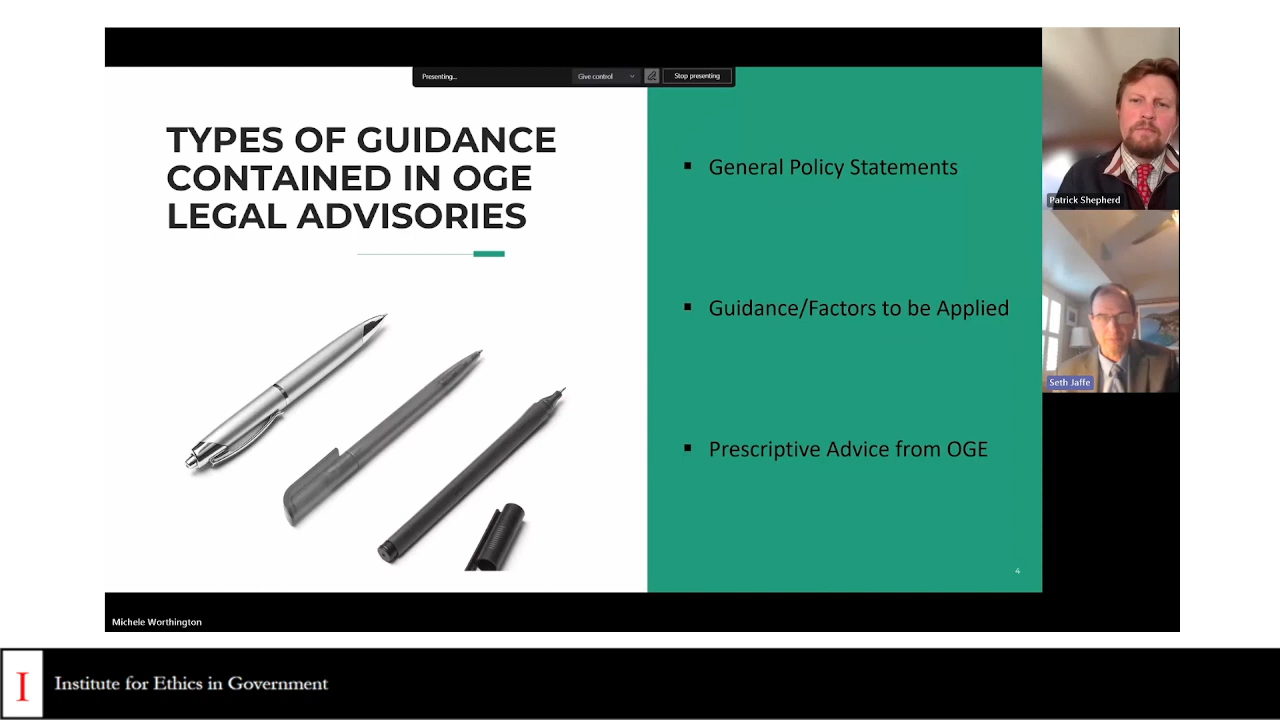 Presenting...
Give control
Stop presenting
TYPES OF GUIDANCE
CONTAINED IN OGE
LEGAL ADVISORIES
▪ General Policy Statements
▪ Guidance/Factors to be Applied
▪ Prescriptive Advice from OGE
4
Patrick Shepherd
Seth Jaffe
Michele Worthington
I
Institute for Ethics in Government